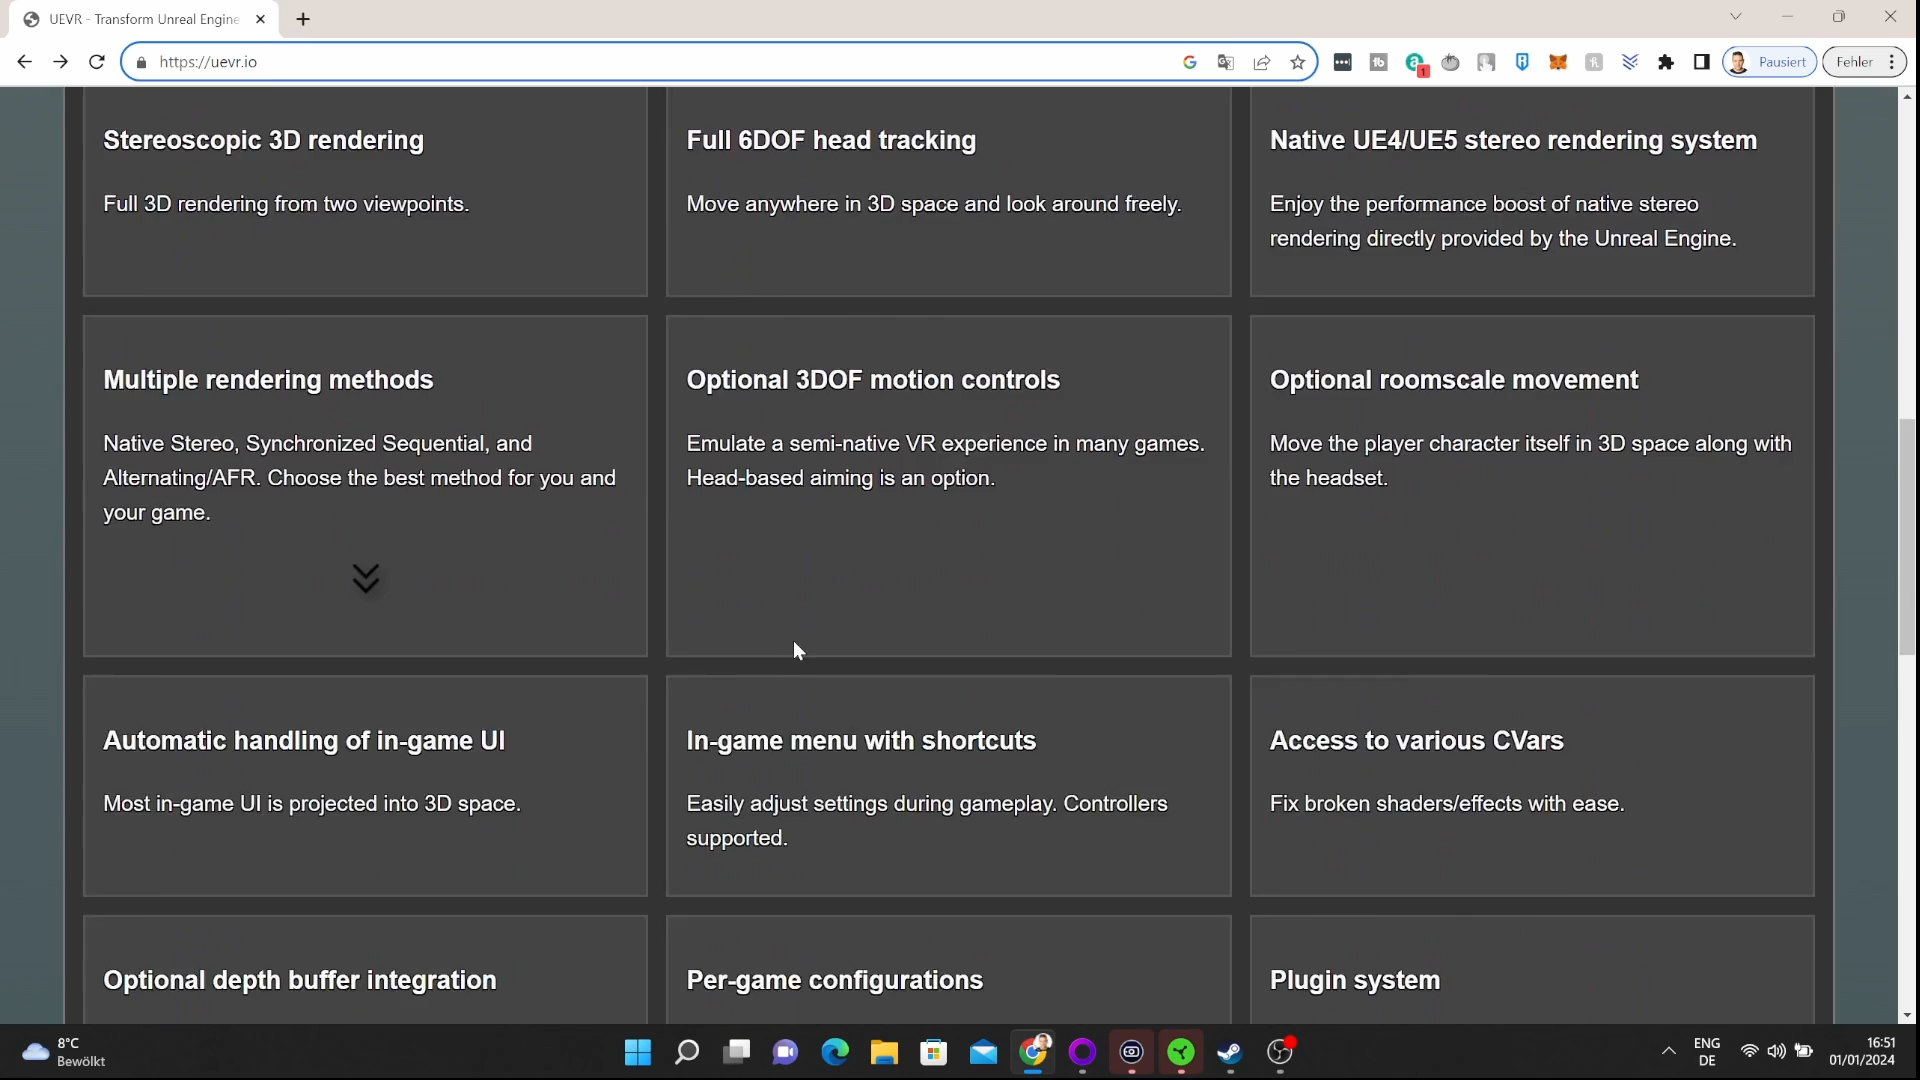 UEVR - Transform Unreal Engine
https://uevr.io
1
Pausiert
Fehler
Stereoscopic 3D rendering
Full 3D rendering from two viewpoints.
Full 6DOF head tracking
Move anywhere in 3D space and look around freely.
Native UE4/UE5 stereo rendering system
Enjoy the performance boost of native stereo
rendering directly provided by the Unreal Engine.
Multiple rendering methods
Native Stereo, Synchronized Sequential, and
Alternating/AFR. Choose the best method for you and
your game.
Optional 3DOF motion controls
Emulate a semi-native VR experience in many games.
Head-based aiming is an option.
Optional roomscale movement
Move the player character itself in 3D space along with
the headset.
Automatic handling of in-game UI
Most in-game UI is projected into 3D space.
In-game menu with shortcuts
Easily adjust settings during gameplay. Controllers
supported.
Access to various CVars
Fix broken shaders/effects with ease.
Optional depth buffer integration
Per-game configurations
Plugin system
8°C
Bewölkt
ENG
DE
16:51
01/01/2024